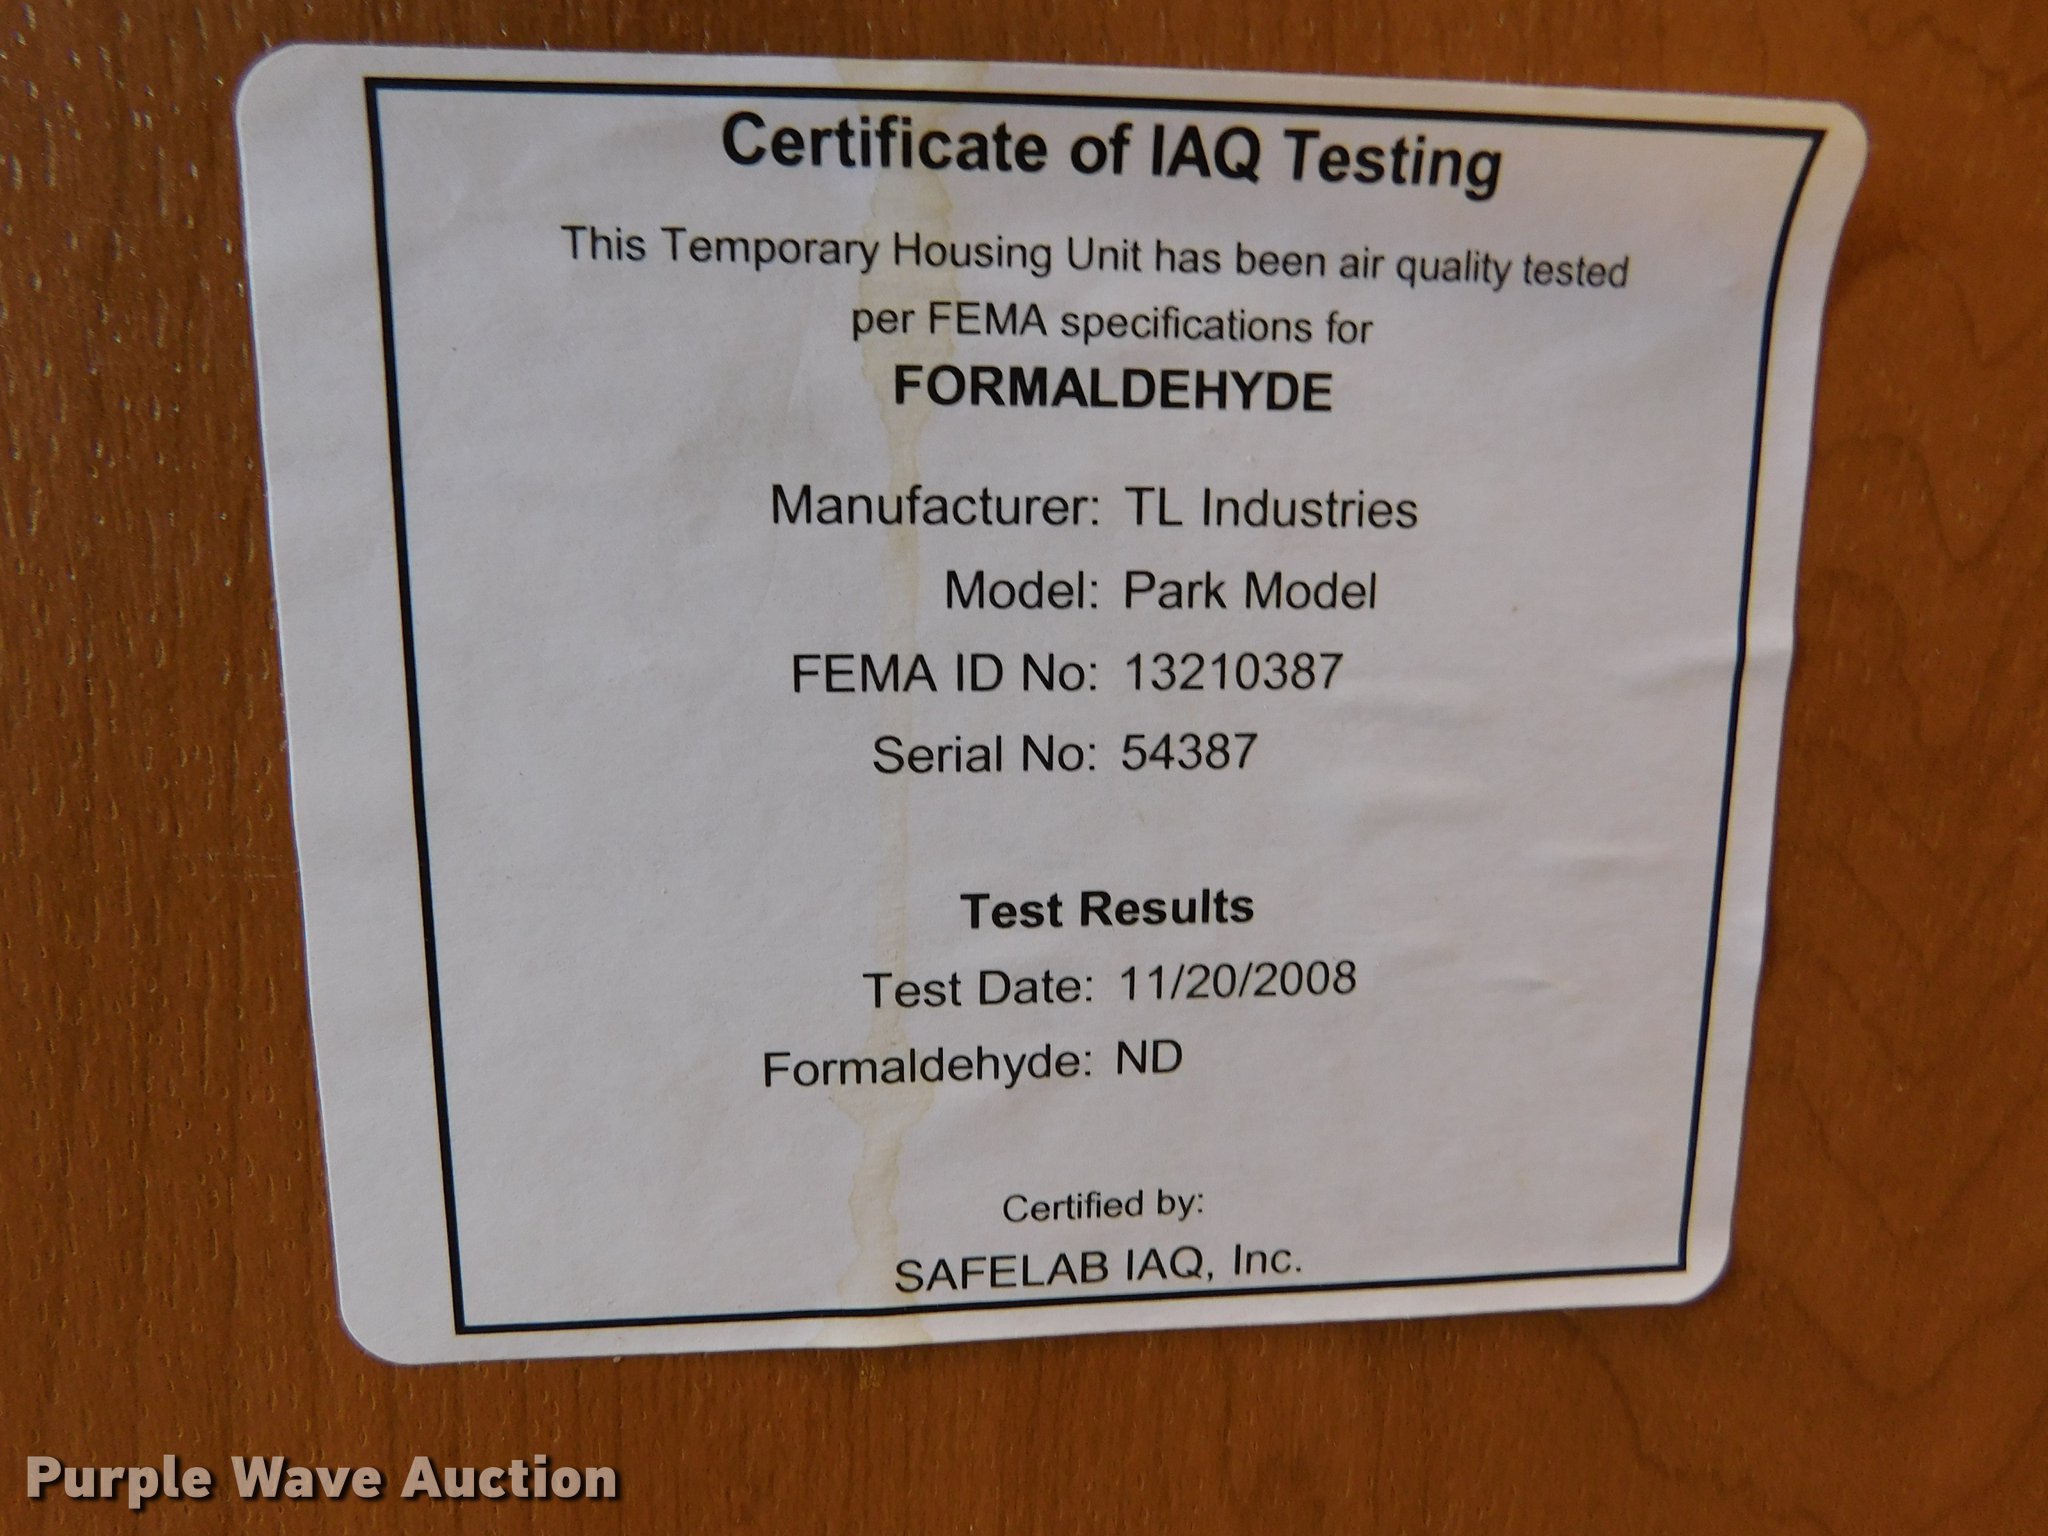 Certificate of IAQ Testing
This Temporary Housing Unit has been air quality tested
per FEMA specifications for
FORMALDEHYDE
Manufacturer: TL Industries
Model: Park Model
FEMA ID No: 13210387
Serial No: 54387
Test Results
Test Date: 11/20/2008
Formaldehyde: ND
Certified by:
SAFELAB IAQ, Inc.
Purple Wave Auction